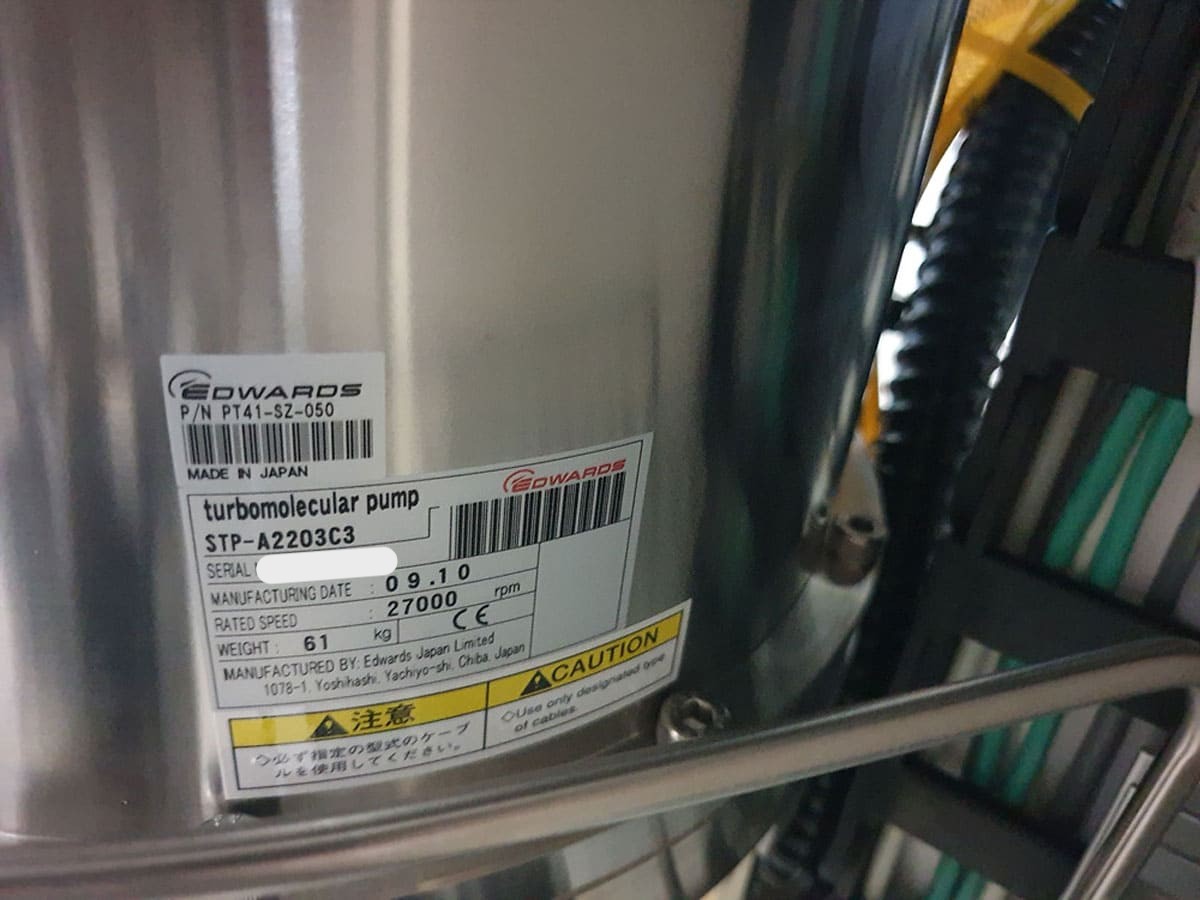 EDWARDS
P/N PT41-SZ-050
MADE IN JAPAN
EDWARDS
turbomolecular pump
STP-A2203C3
SERIAL
MANUFACTURING DATE : 09.10
RATED SPEED : 27000 rpm
WEIGHT : 61 kg CE
MANUFACTURED BY: Edwards Japan Limited
1078-1, Yoshihashi, Yachiyo-shi, Chiba, Japan
注意
◇必ず指定の型式のケーブ
ルを使用してください。
CAUTION
◇Use only designated type
of cables.